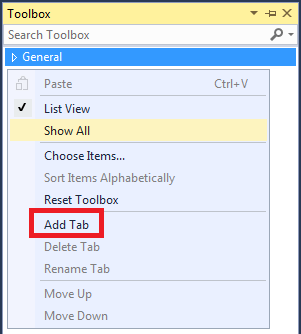 Toolbox
Search Toolbox
General
Paste Ctrl+V
List View
Show All
Choose Items...
Sort Items Alphabetically
Reset Toolbox
Add Tab
Delete Tab
Rename Tab
Move Up
Move Down